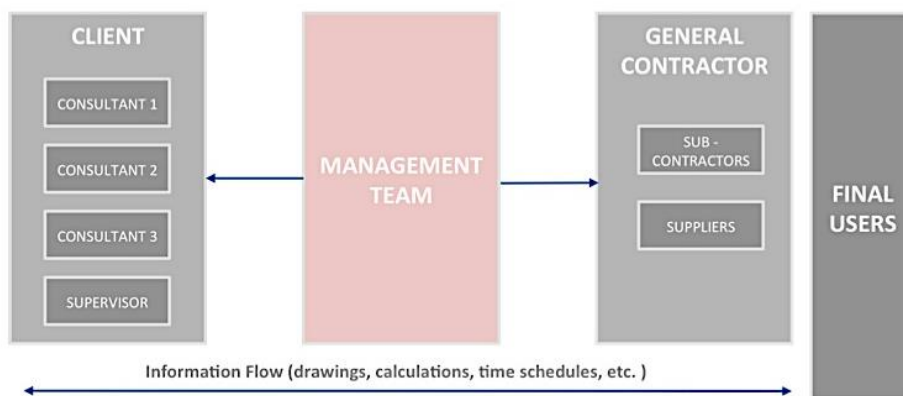 CLIENT
CONSULTANT 1
CONSULTANT 2
CONSULTANT 3
SUPERVISOR
MANAGEMENT
TEAM
GENERAL
CONTRACTOR
SUB -
CONTRACTORS
SUPPLIERS
FINAL
USERS
Information Flow (drawings, calculations, time schedules, etc. )